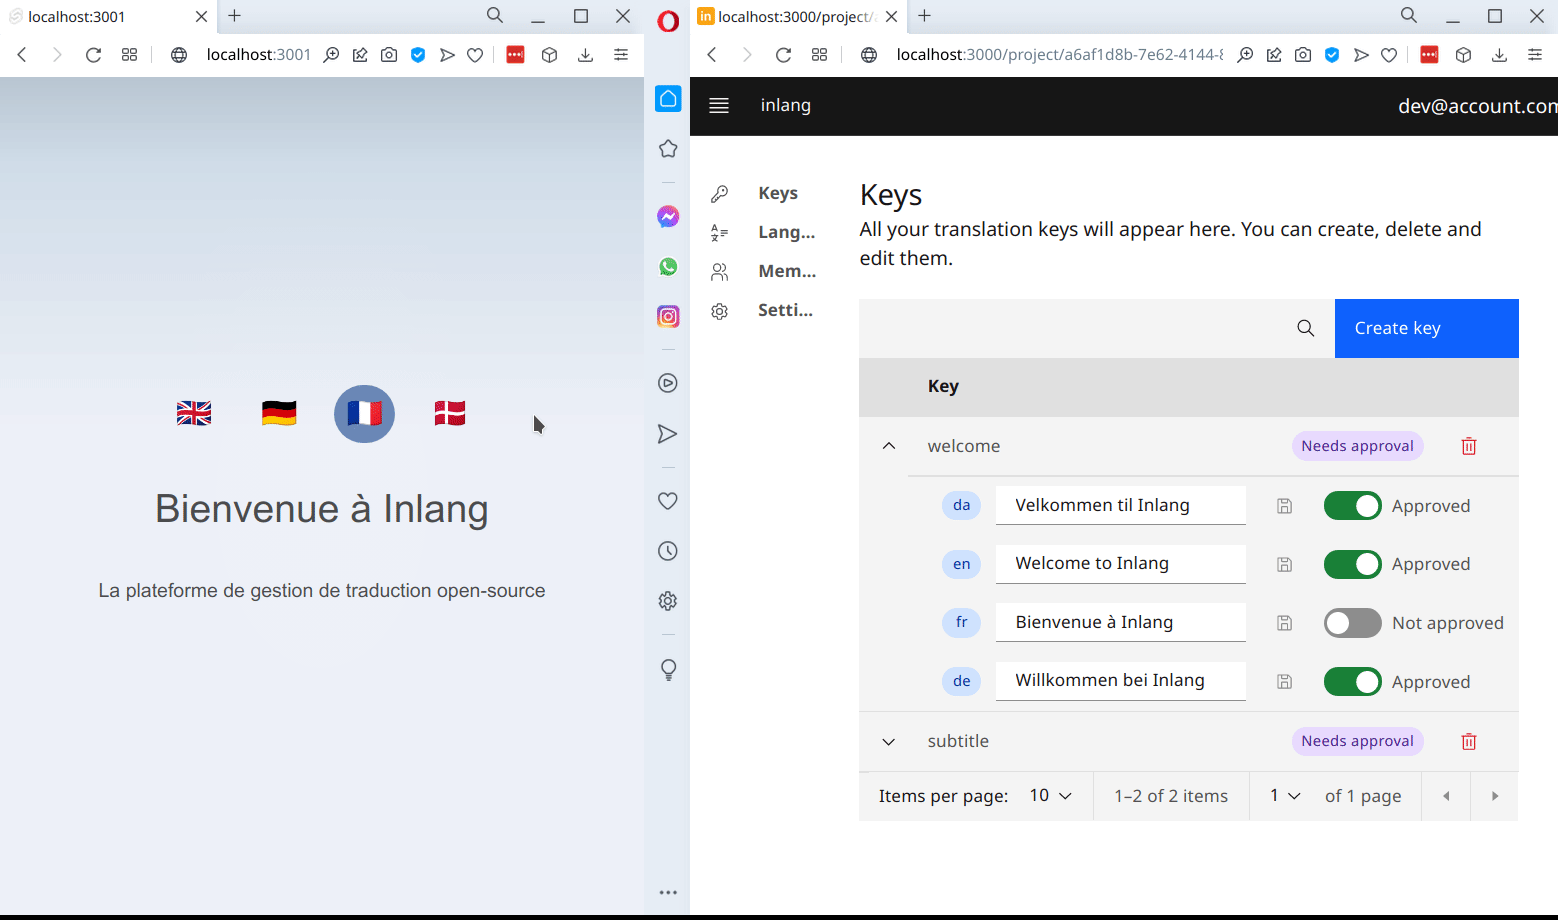 localhost:3001
localhost:3001
Bienvenue à Inlang
La plateforme de gestion de traduction open-source
in localhost:3000/project/
localhost:3000/project/a6af1d8b-7e62-4144-8
inlang
dev@account.com
Keys
Lang...
Mem...
Setti...
Keys
All your translation keys will appear here. You can create, delete and
edit them.
Create key
Key
welcome Needs approval
da Velkommen til Inlang Approved
en Welcome to Inlang Approved
fr Bienvenue à Inlang Not approved
de Willkommen bei Inlang Approved
subtitle Needs approval
Items per page: 10 1–2 of 2 items 1 of 1 page